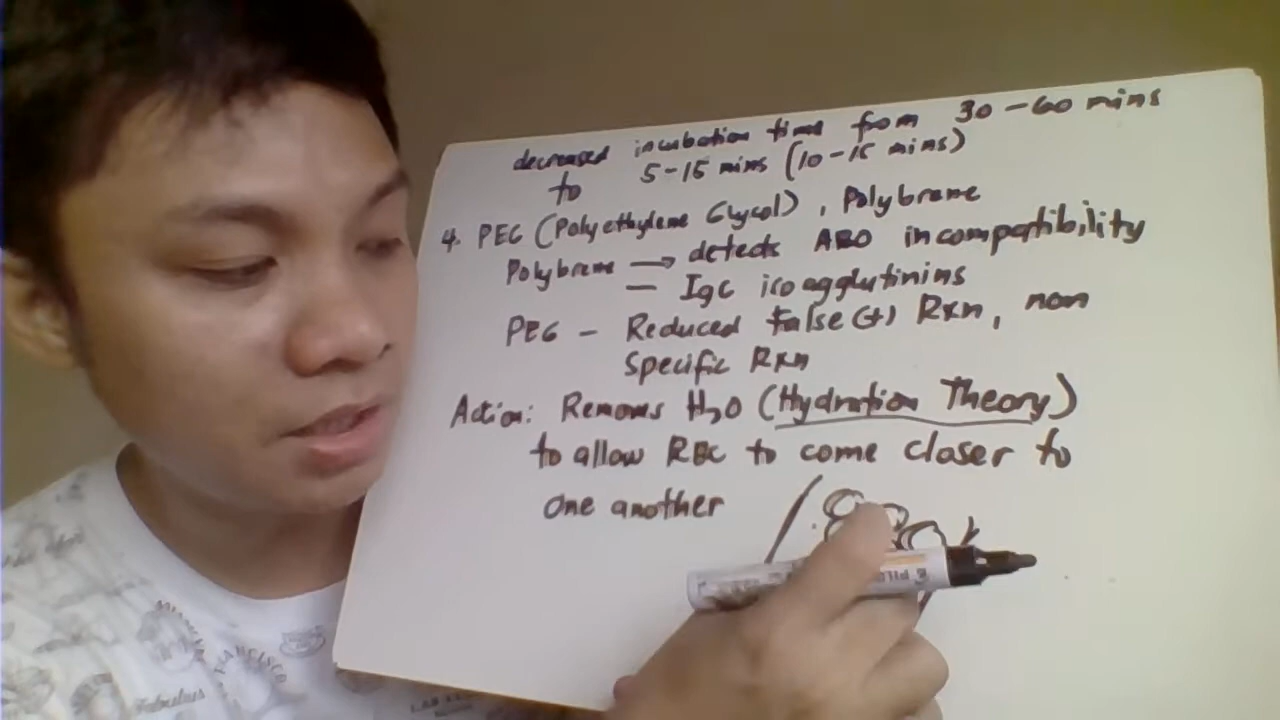 decreased incubation time from 30-60 mins
to 5-15 mins (10-15 mins)
4. PEG (Polyethylene Glycol), Polybrene
Polybrene → detects ABO incompatibility
— IgG isoagglutinins
PEG - Reduced False (+) Rxn, non
specific Rxn
Action: Removes H2O (Hydration Theory)
to allow RBC to come closer to
one another
PILO
Fabulous